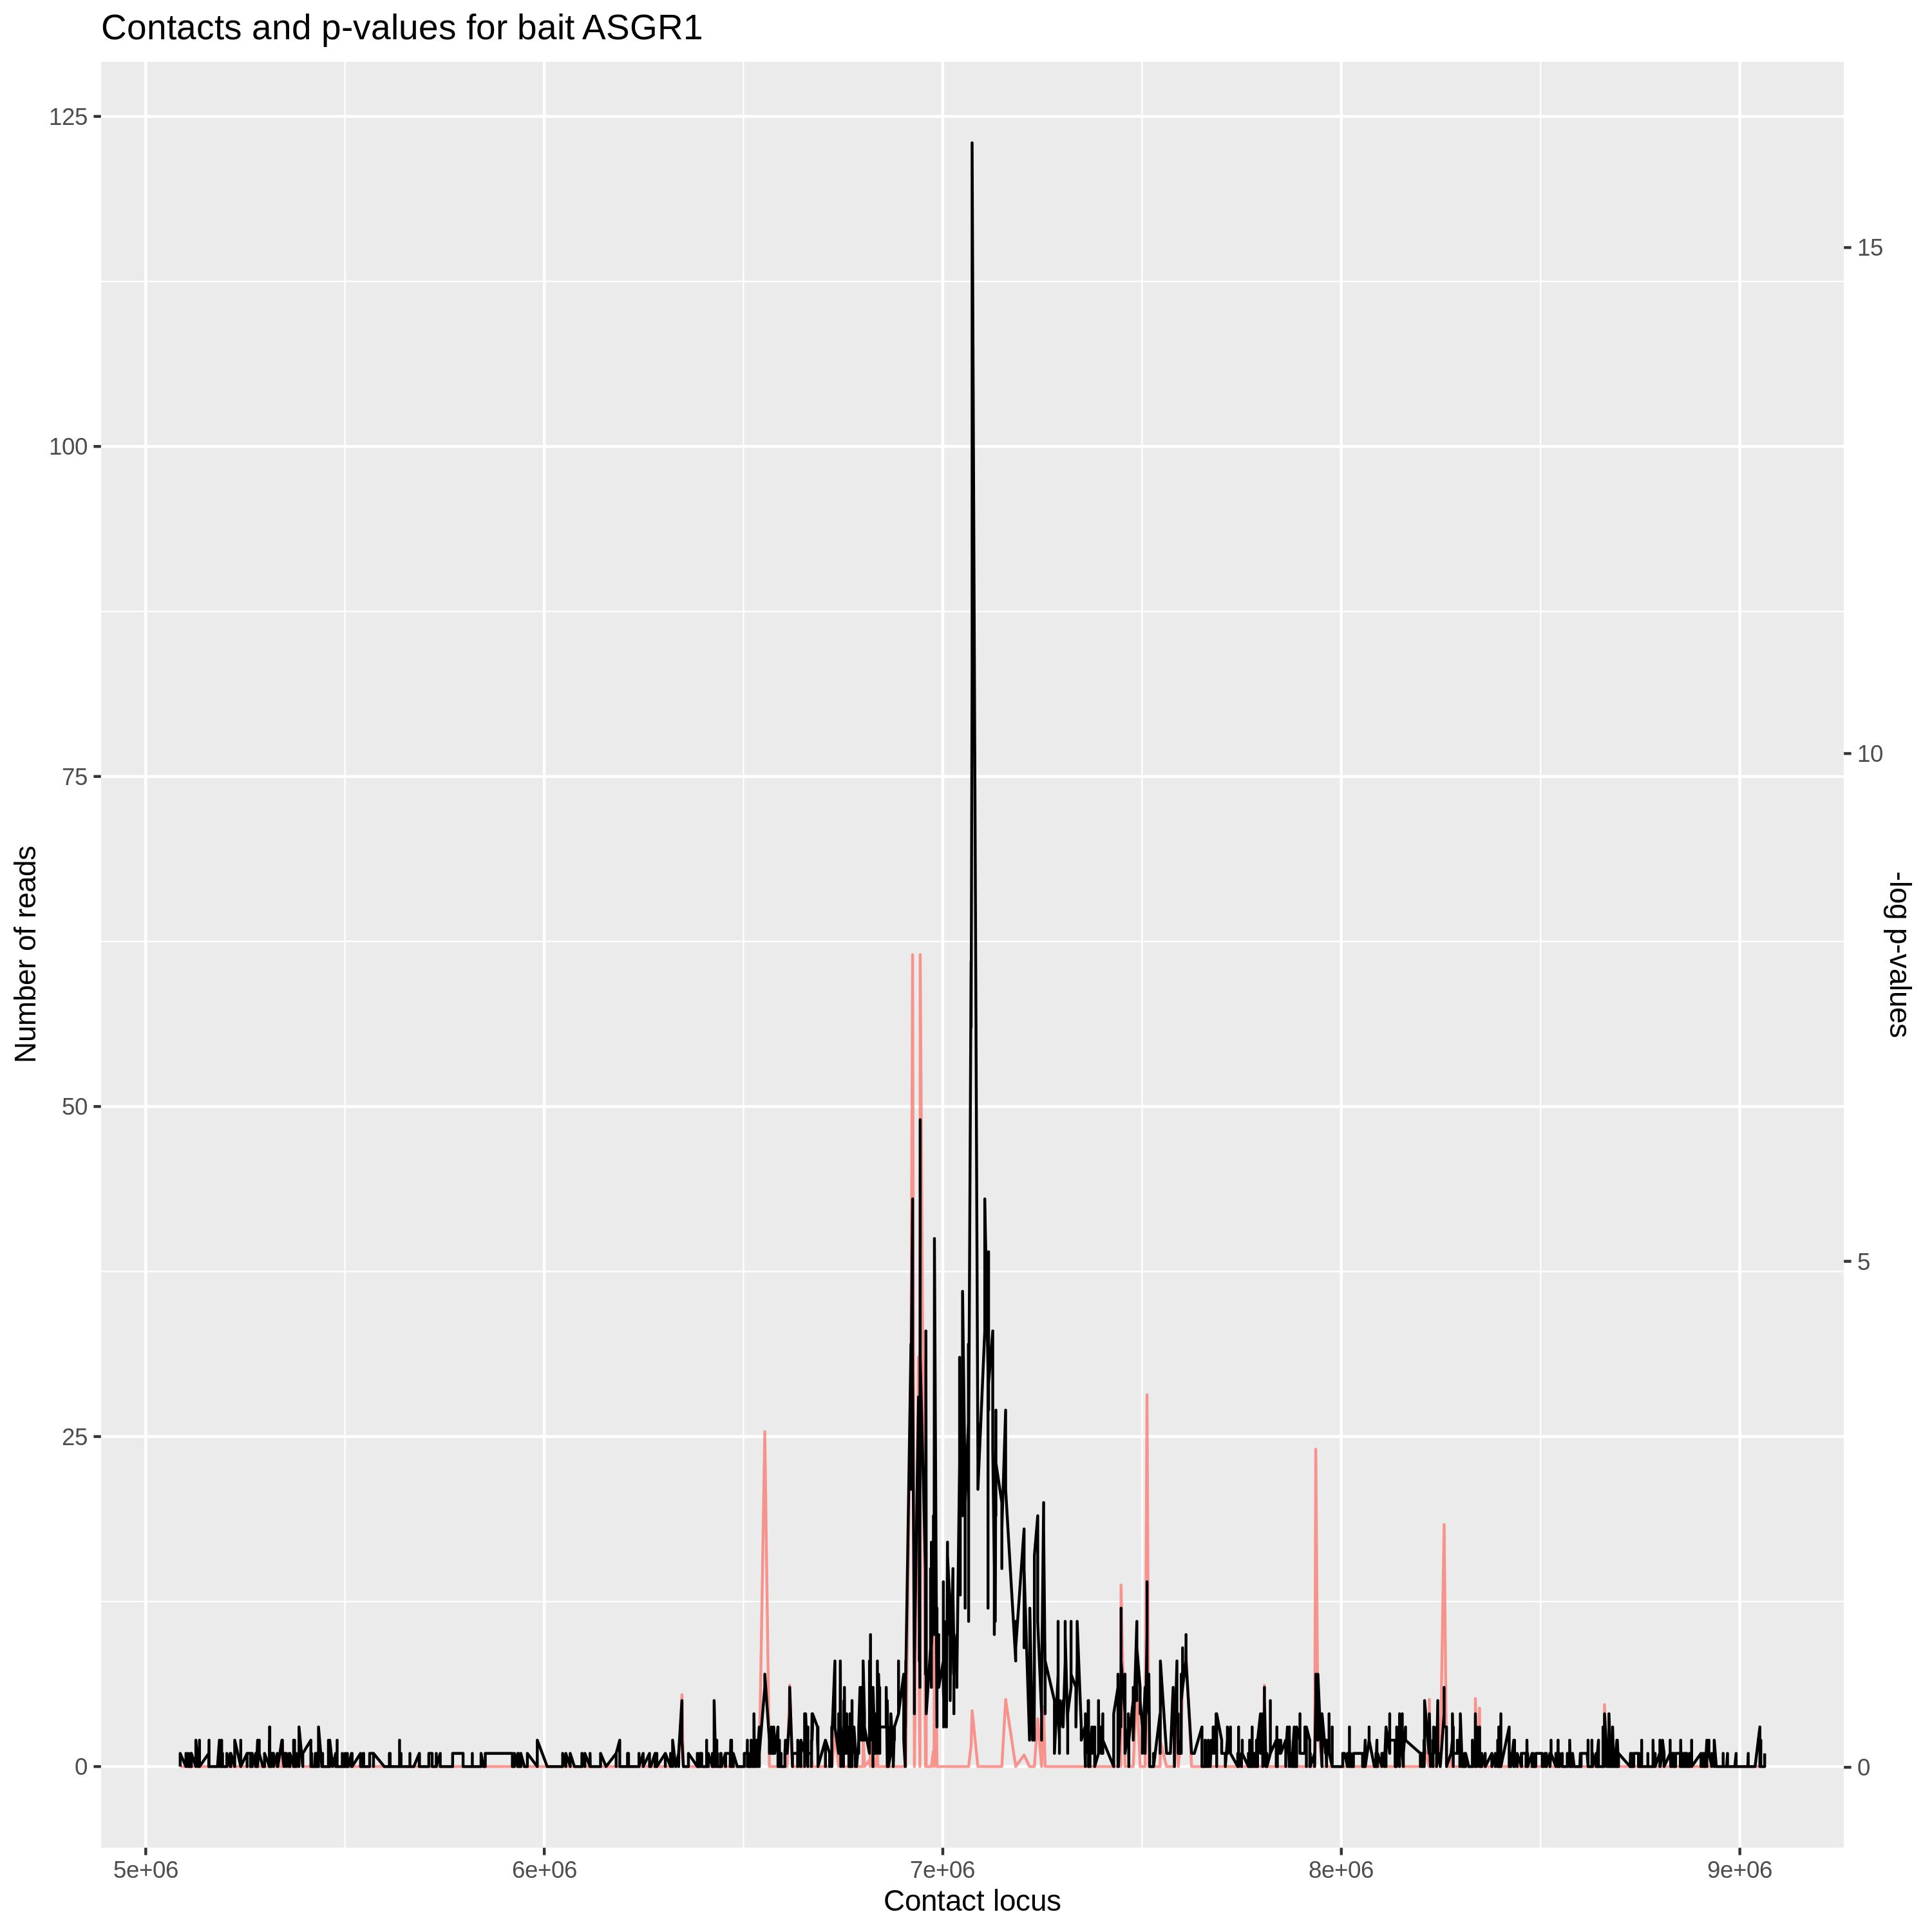 Contacts and p-values for bait ASGR1
125
100
75
50
25
0
Number of reads
15
10
5
0
-log p-values
5e+06
6e+06
7e+06
8e+06
9e+06
Contact locus